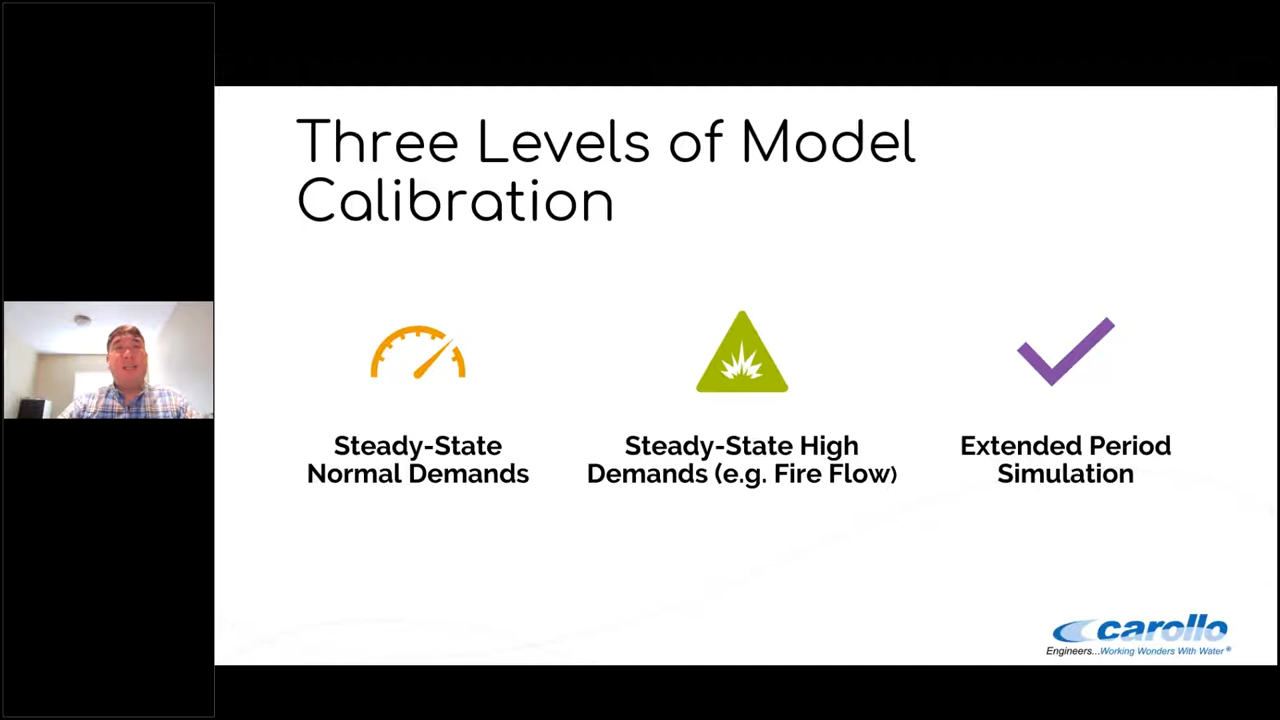 Three Levels of Model
Calibration
Steady-State
Normal Demands
Steady-State High
Demands (e.g. Fire Flow)
Extended Period
Simulation
carollo
Engineers...Working Wonders With Water®